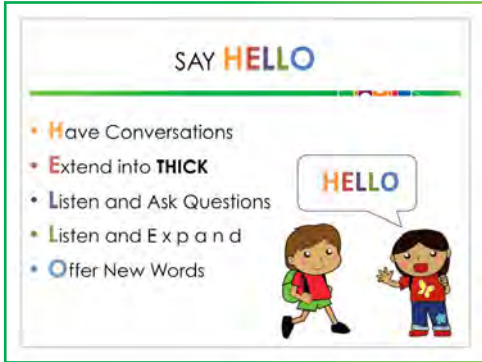 SAY HELLO
• Have Conversations
• Extend into THICK
• Listen and Ask Questions
• Listen and E x p a n d
• Offer New Words
HELLO